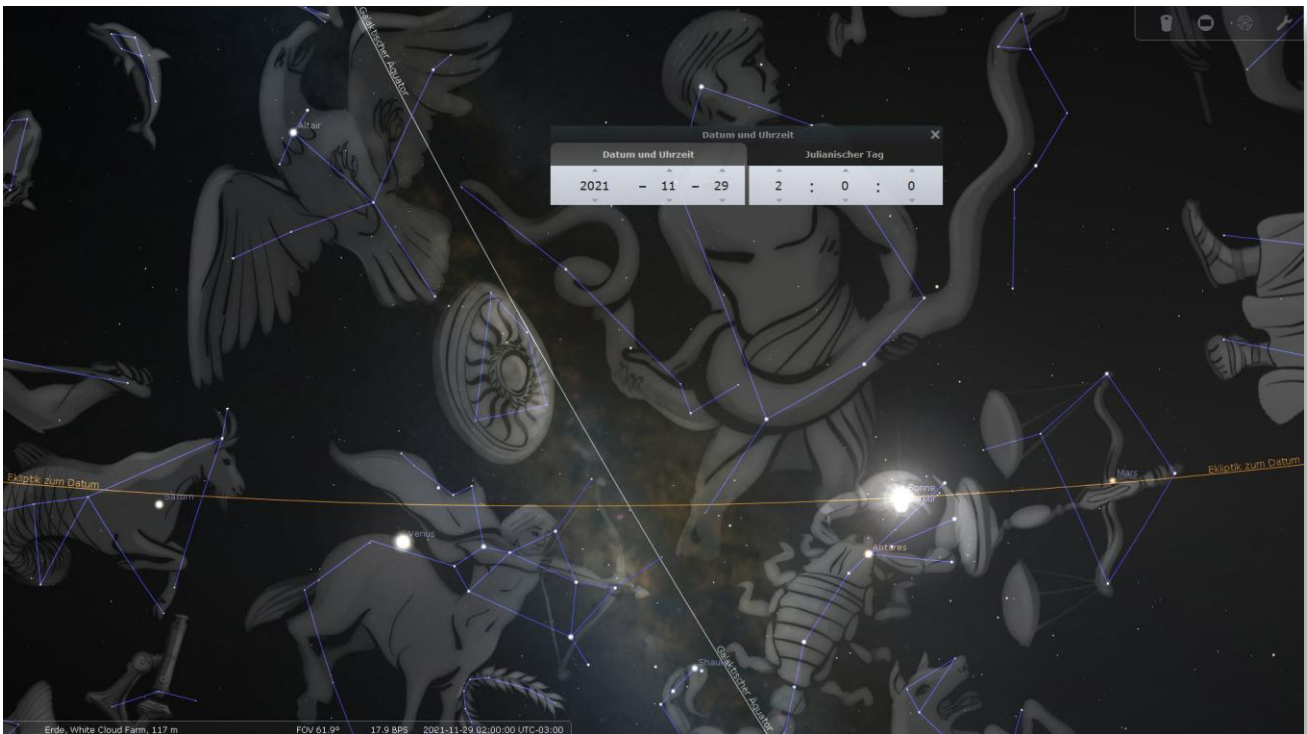 Galaktischer Äquator
Altair
Datum und Uhrzeit
Datum und Uhrzeit
Julianischer Tag
2021 – 11 – 29
2 : 0 : 0
Ekliptik zum Datum
Saturn
Venus
Sonne
Antares
Mars
Ekliptik zum Datum
Shaula
Galaktischer Äquator
Erde, White Cloud Farm, 117 m
FOV 61.9°
17.9 BPS
2021-11-29 02:00:00 UTC-03:00